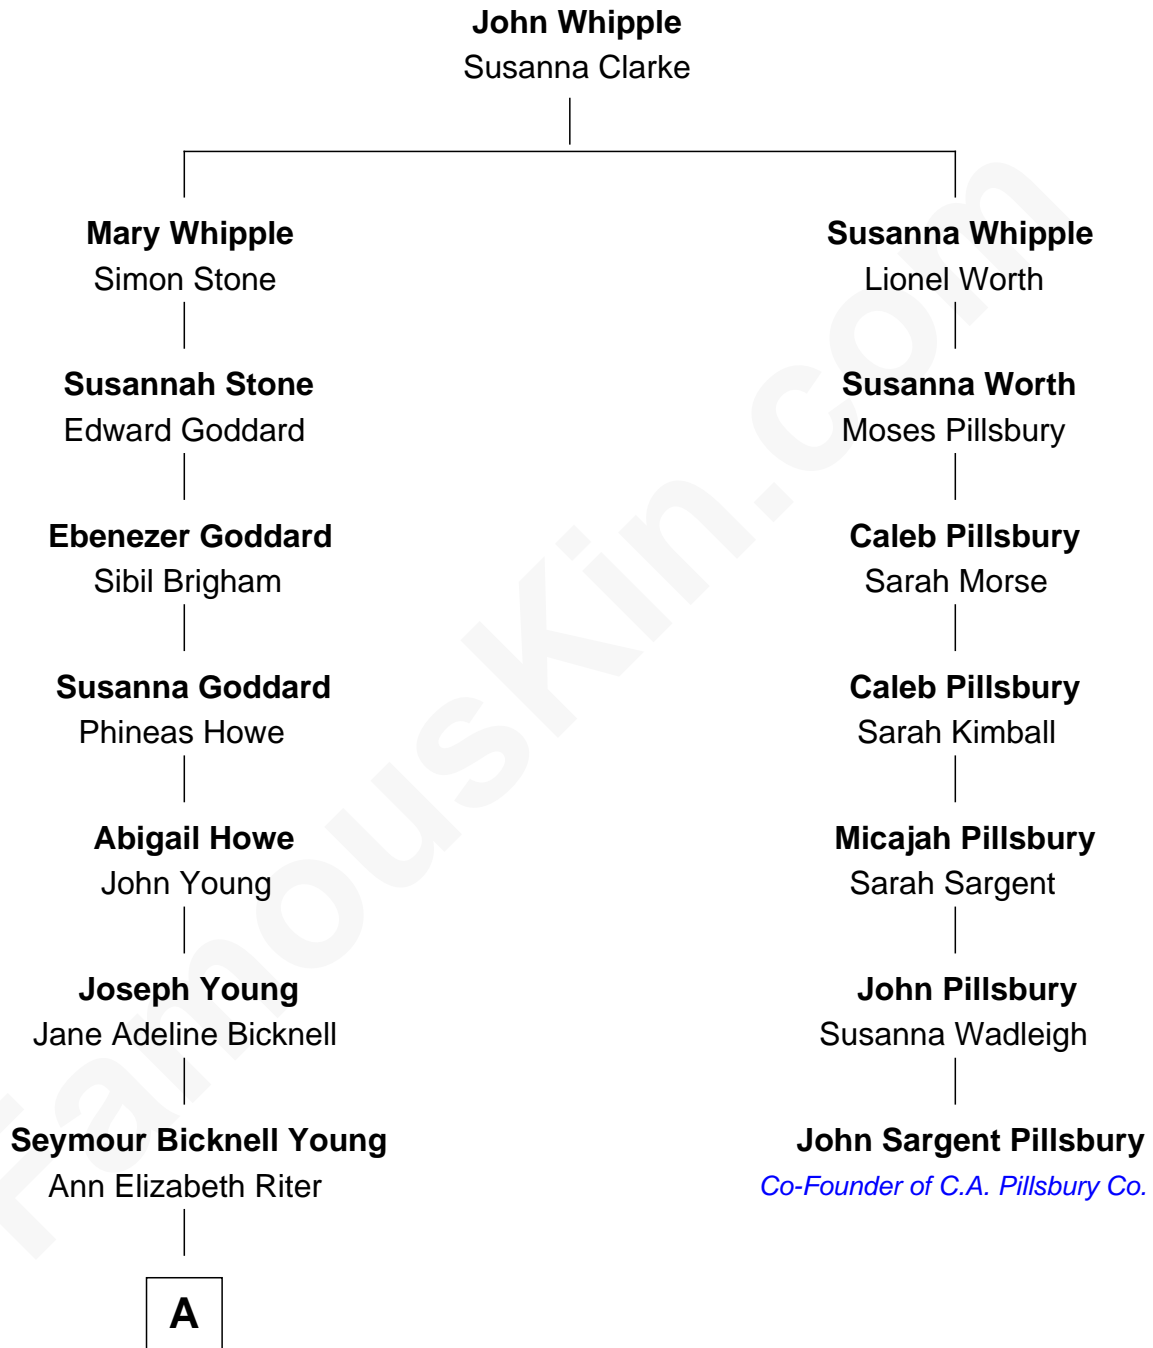 John Whipple
Susanna Clarke
Mary Whipple
Simon Stone
Susanna Whipple
Lionel Worth
Susannah Stone
Edward Goddard
Susanna Worth
Moses Pillsbury
Ebenezer Goddard
Sibil Brigham
Caleb Pillsbury
Sarah Morse
Susanna Goddard
Phineas Howe
Caleb Pillsbury
Sarah Kimball
Abigail Howe
John Young
Micajah Pillsbury
Sarah Sargent
Joseph Young
Jane Adeline Bicknell
John Pillsbury
Susanna Wadleigh
Seymour Bicknell Young
Ann Elizabeth Riter
John Sargent Pillsbury
Co-Founder of C.A. Pillsbury Co.
A
FamousKin.com